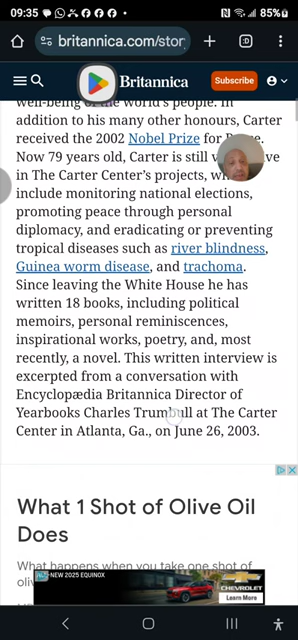 09:35
85%
britannica.com/stor
Britannica
Subscribe
well-being of the world's people. In
addition to his many other honours, Carter
received the 2002 Nobel Prize for
Now 79 years old, Carter is still
in The Carter Center's projects,
include monitoring national elections,
promoting peace through personal
diplomacy, and eradicating or preventing
tropical diseases such as river blindness,
Guinea worm disease, and trachoma.
Since leaving the White House he has
written 18 books, including political
memoirs, personal reminiscences,
inspirational works, poetry, and, most
recently, a novel. This written interview is
excerpted from a conversation with
Encyclopædia Britannica Director of
Yearbooks Charles Trumbull at The Carter
Center in Atlanta, Ga., on June 26, 2003.
What 1 Shot of Olive Oil
Does
What happens when you take one shot of
NEW 2025 EQUINOX
CHEVROLET
Learn More